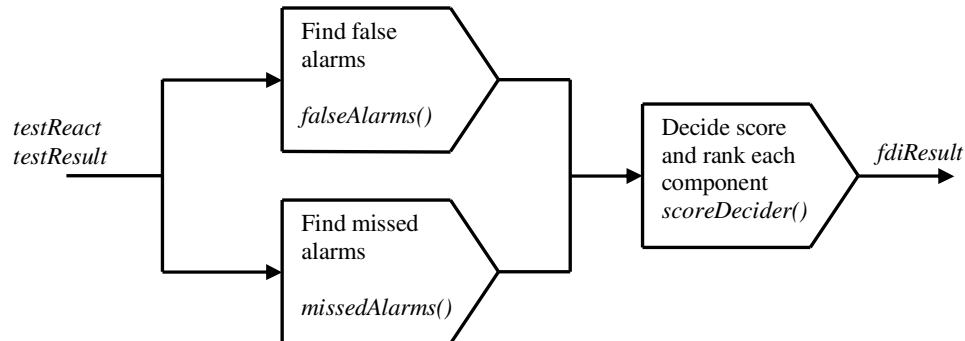 testReact
testResult
Find false
alarms
falseAlarms()
Find missed
alarms
missedAlarms()
Decide score
and rank each
component
scoreDecider()
fdiResult